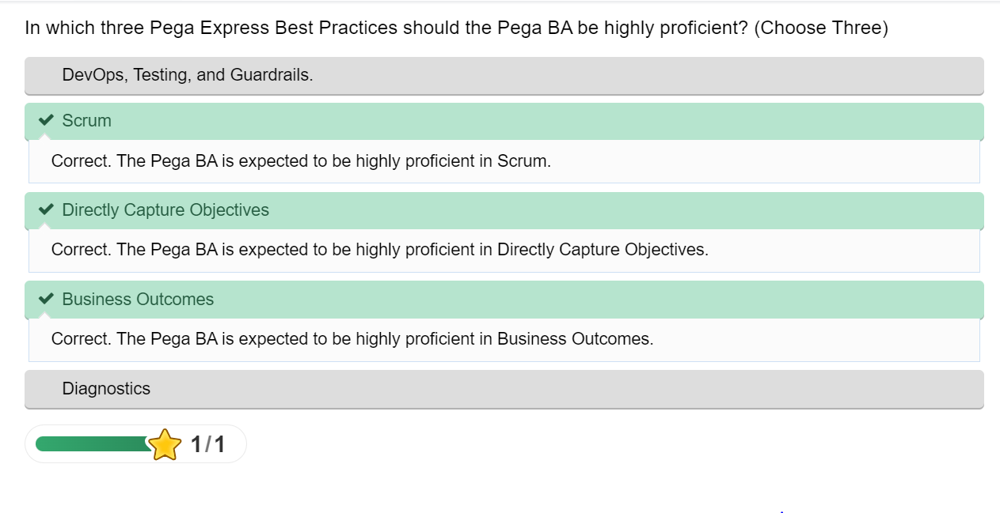 In which three Pega Express Best Practices should the Pega BA be highly proficient? (Choose Three)
DevOps, Testing, and Guardrails.
Scrum
Correct. The Pega BA is expected to be highly proficient in Scrum.
Directly Capture Objectives
Correct. The Pega BA is expected to be highly proficient in Directly Capture Objectives.
Business Outcomes
Correct. The Pega BA is expected to be highly proficient in Business Outcomes.
Diagnostics
1/1